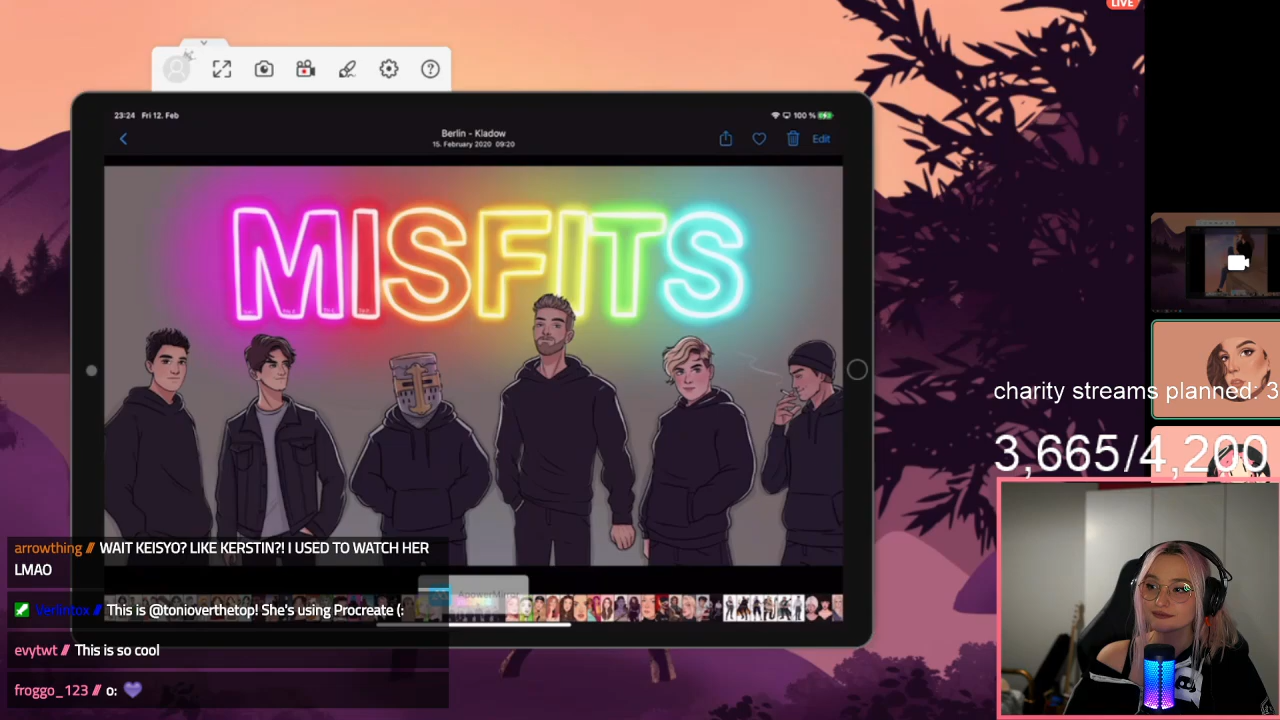 LIVE
23:24 Fri 12. Feb
100 %
Berlin - Kladow
15. February 2020 09:20
Edit
MISFITS
charity streams planned: 3
3,665/4,200
arrowthing // WAIT KEISYO? LIKE KERSTIN?! I USED TO WATCH HER
LMAO
Verlintox // This is @tonioverthetop! She's using Procreate (:
evytwt // This is so cool
froggo_123 // o: 💜
ApowerMirror